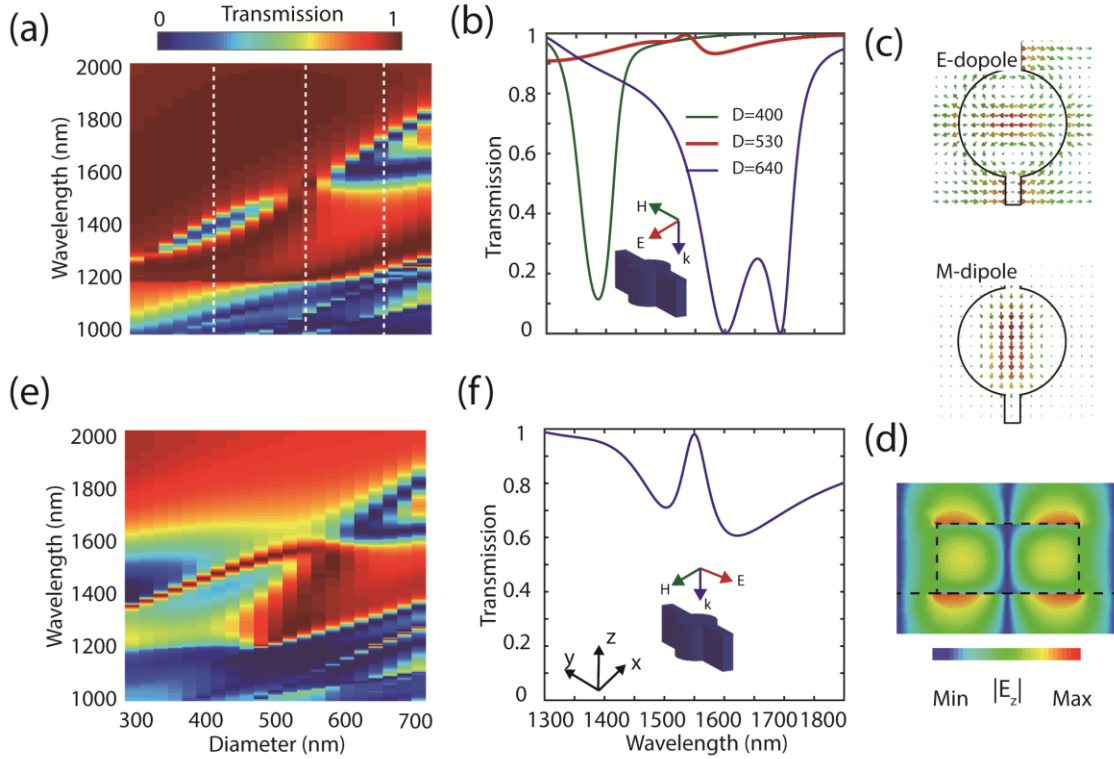 (a)
0 Transmission 1
2000
1800
1600
1400
1200
1000
Wavelength (nm)
(b)
1
0.8
0.6
0.4
0.2
0
Transmission
D=400
D=530
D=640
H
E
k
(c)
E-dopole
M-dipole
(e)
2000
1800
1600
1400
1200
1000
Wavelength (nm)
300 400 500 600 700
Diameter (nm)
(f)
1
0.8
0.6
0.4
0.2
0
Transmission
H
E
k
z
y
x
1300 1400 1500 1600 1700 1800
Wavelength (nm)
(d)
Min |E_z| Max